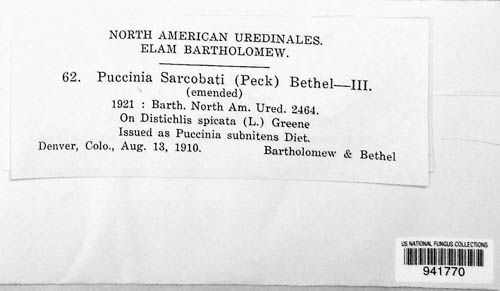 NORTH AMERICAN UREDINALES.
ELAM BARTHOLOMEW.
62. Puccinia Sarcobati (Peck) Bethel—III.
(emended)
1921 : Barth. North Am. Ured. 2464.
On Distichlis spicata (L.) Greene
Issued as Puccinia subnitens Diet.
Denver, Colo., Aug. 13, 1910. Bartholomew & Bethel
US NATIONAL FUNGUS COLLECTIONS
941770